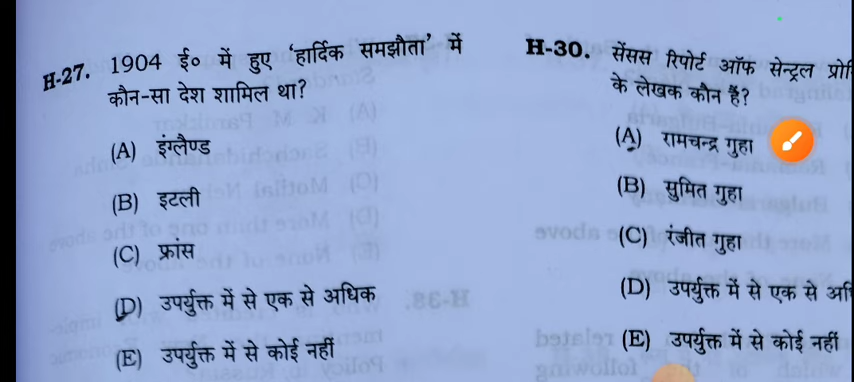 H-27. 1904 ई० में हुए 'हार्दिक समझौता' में
कौन-सा देश शामिल था?
(A) इंग्लैण्ड
(B) इटली
(C) फ्रांस
(D) उपर्युक्त में से एक से अधिक
(E) उपर्युक्त में से कोई नहीं
H-30. सेंसस रिपोर्ट ऑफ सेन्ट्रल
के लेखक कौन हैं?
(A) रामचन्द्र गुहा
(B) सुमित गुहा
(C) रंजीत गुहा
(D) उपर्युक्त में से एक से
(E) उपर्युक्त में से कोई नहीं